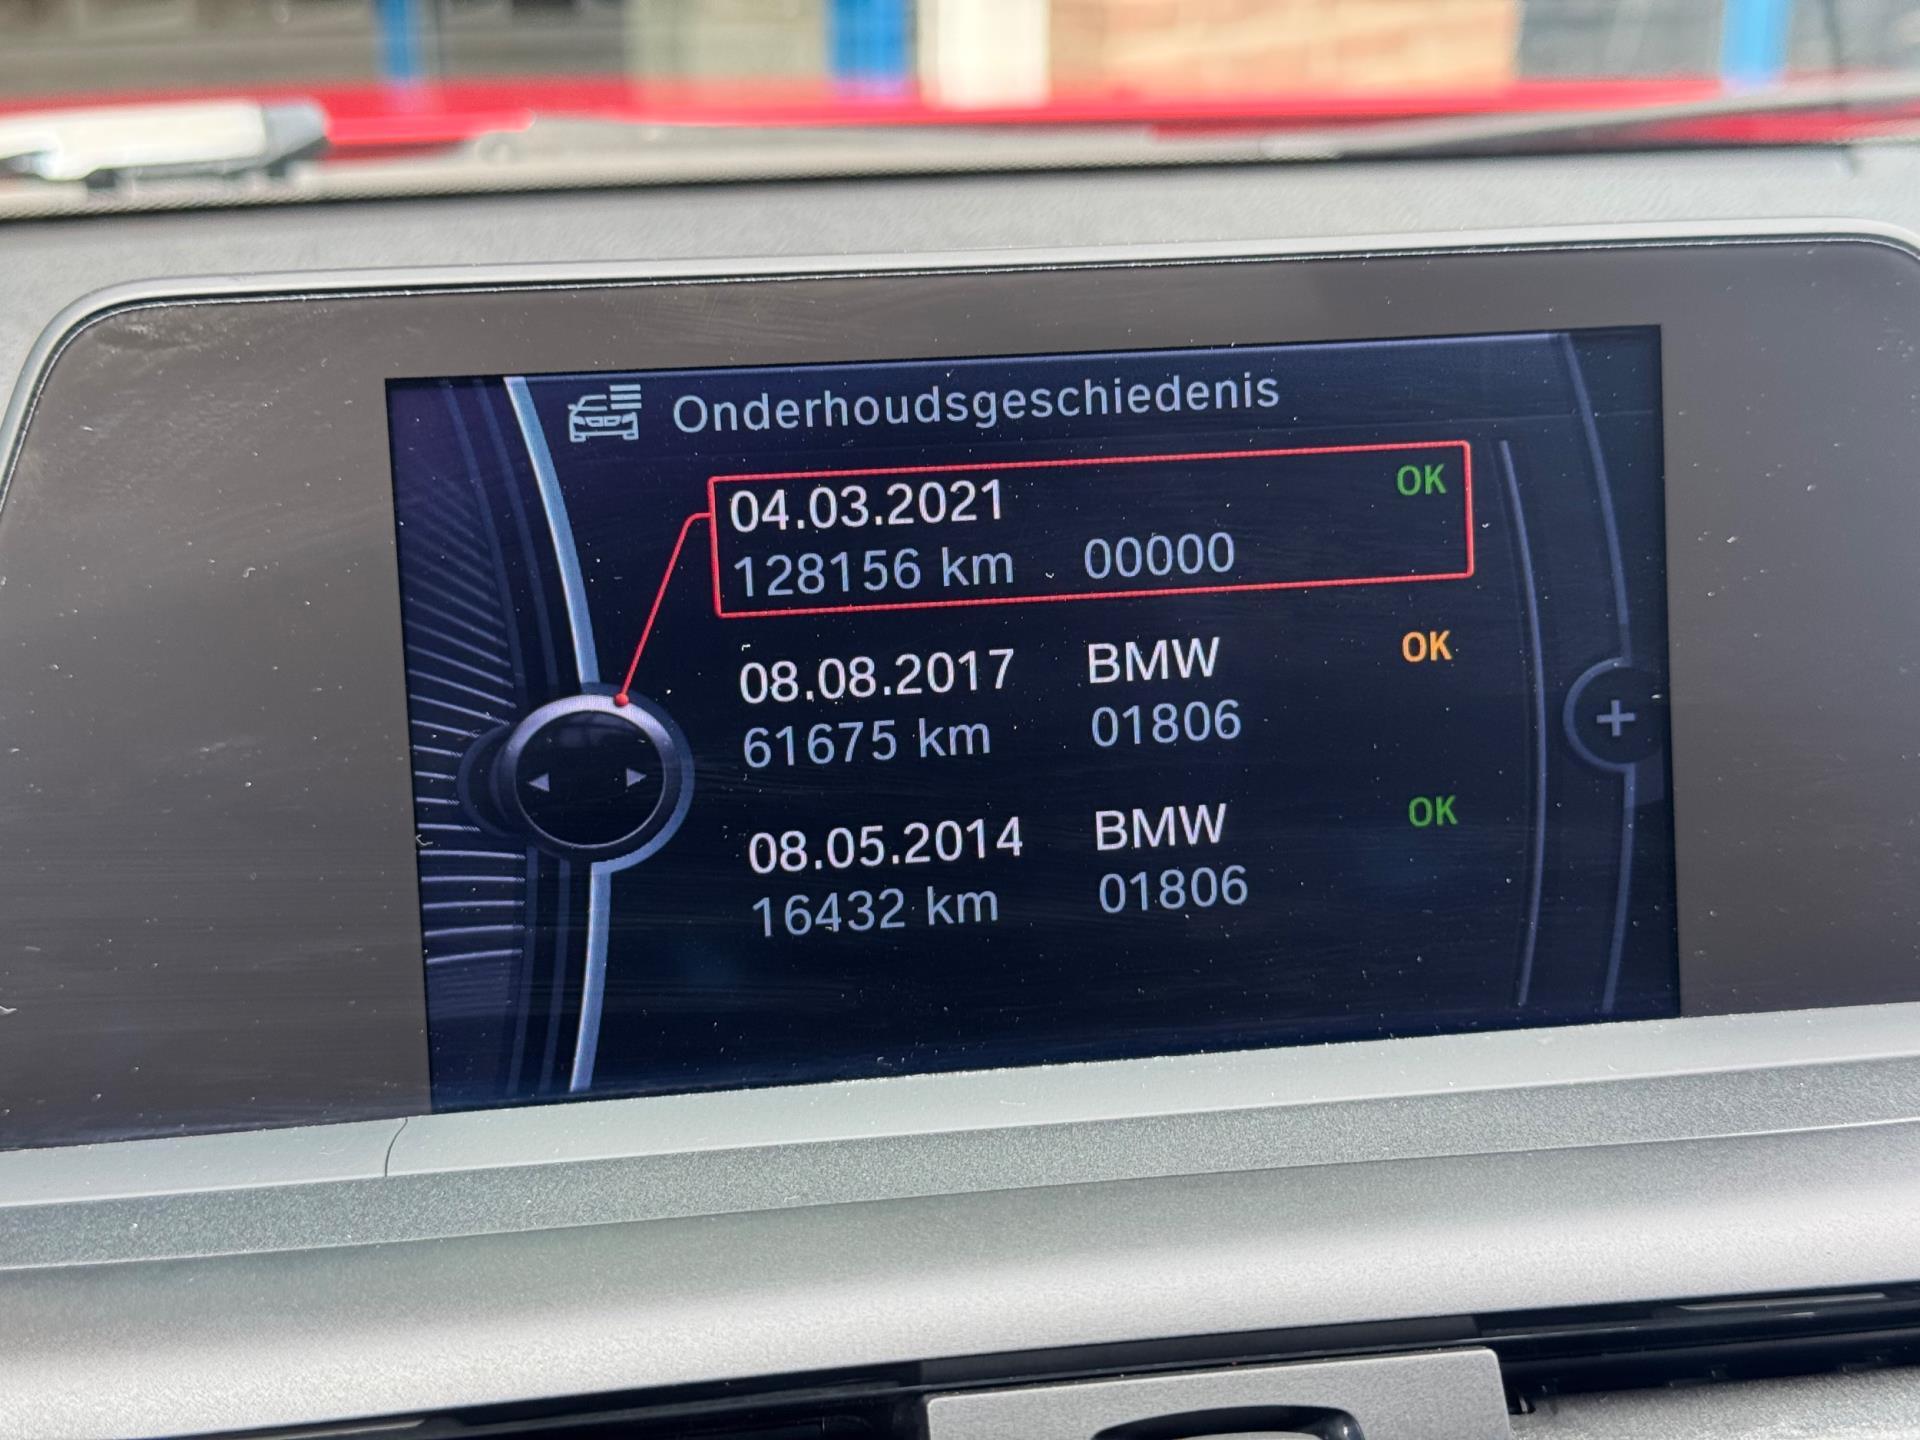 Onderhoudsgeschiedenis
04.03.2021 OK
128156 km 00000
08.08.2017 BMW OK
61675 km 01806
08.05.2014 BMW OK
16432 km 01806